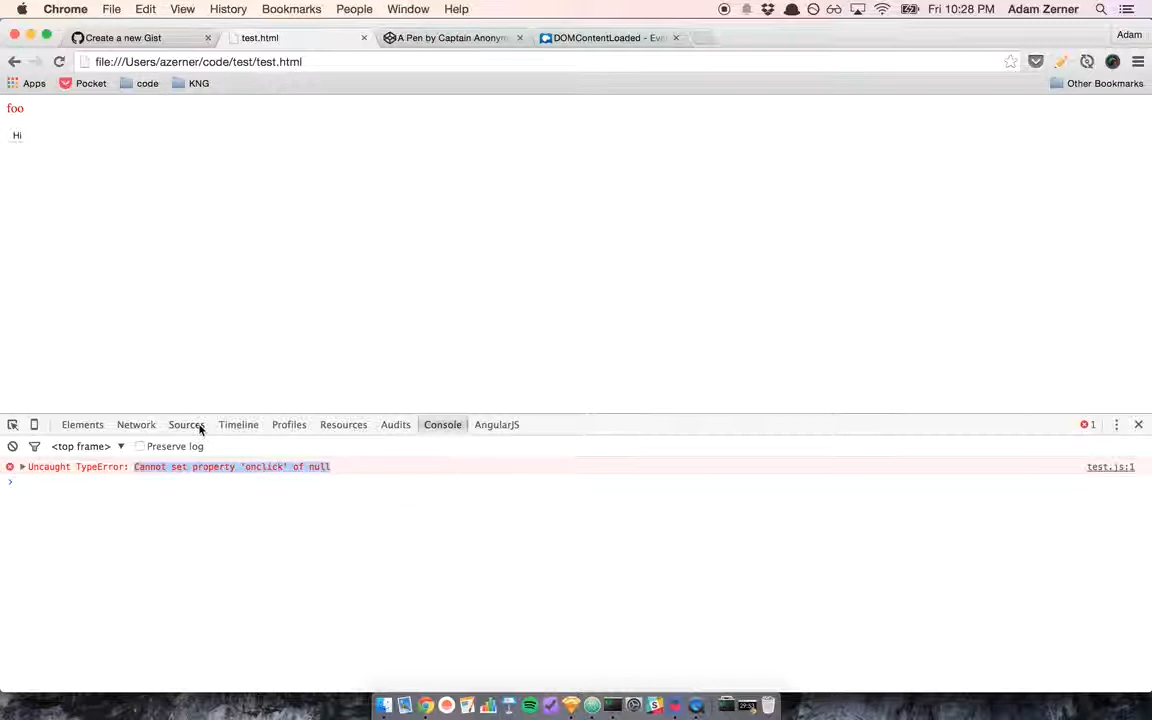 Chrome File Edit View History Bookmarks People Window Help Fri 10:28 PM Adam Zerner
Create a new Gist test.html A Pen by Captain Anonym DOMContentLoaded - Eve Adam
file:///Users/azerner/code/test/test.html
Apps Pocket code KNG Other Bookmarks
foo
Hi
Elements Network Sources Timeline Profiles Resources Audits Console AngularJS 1
<top frame> Preserve log
Uncaught TypeError: Cannot set property 'onclick' of null test.js:1
29:53